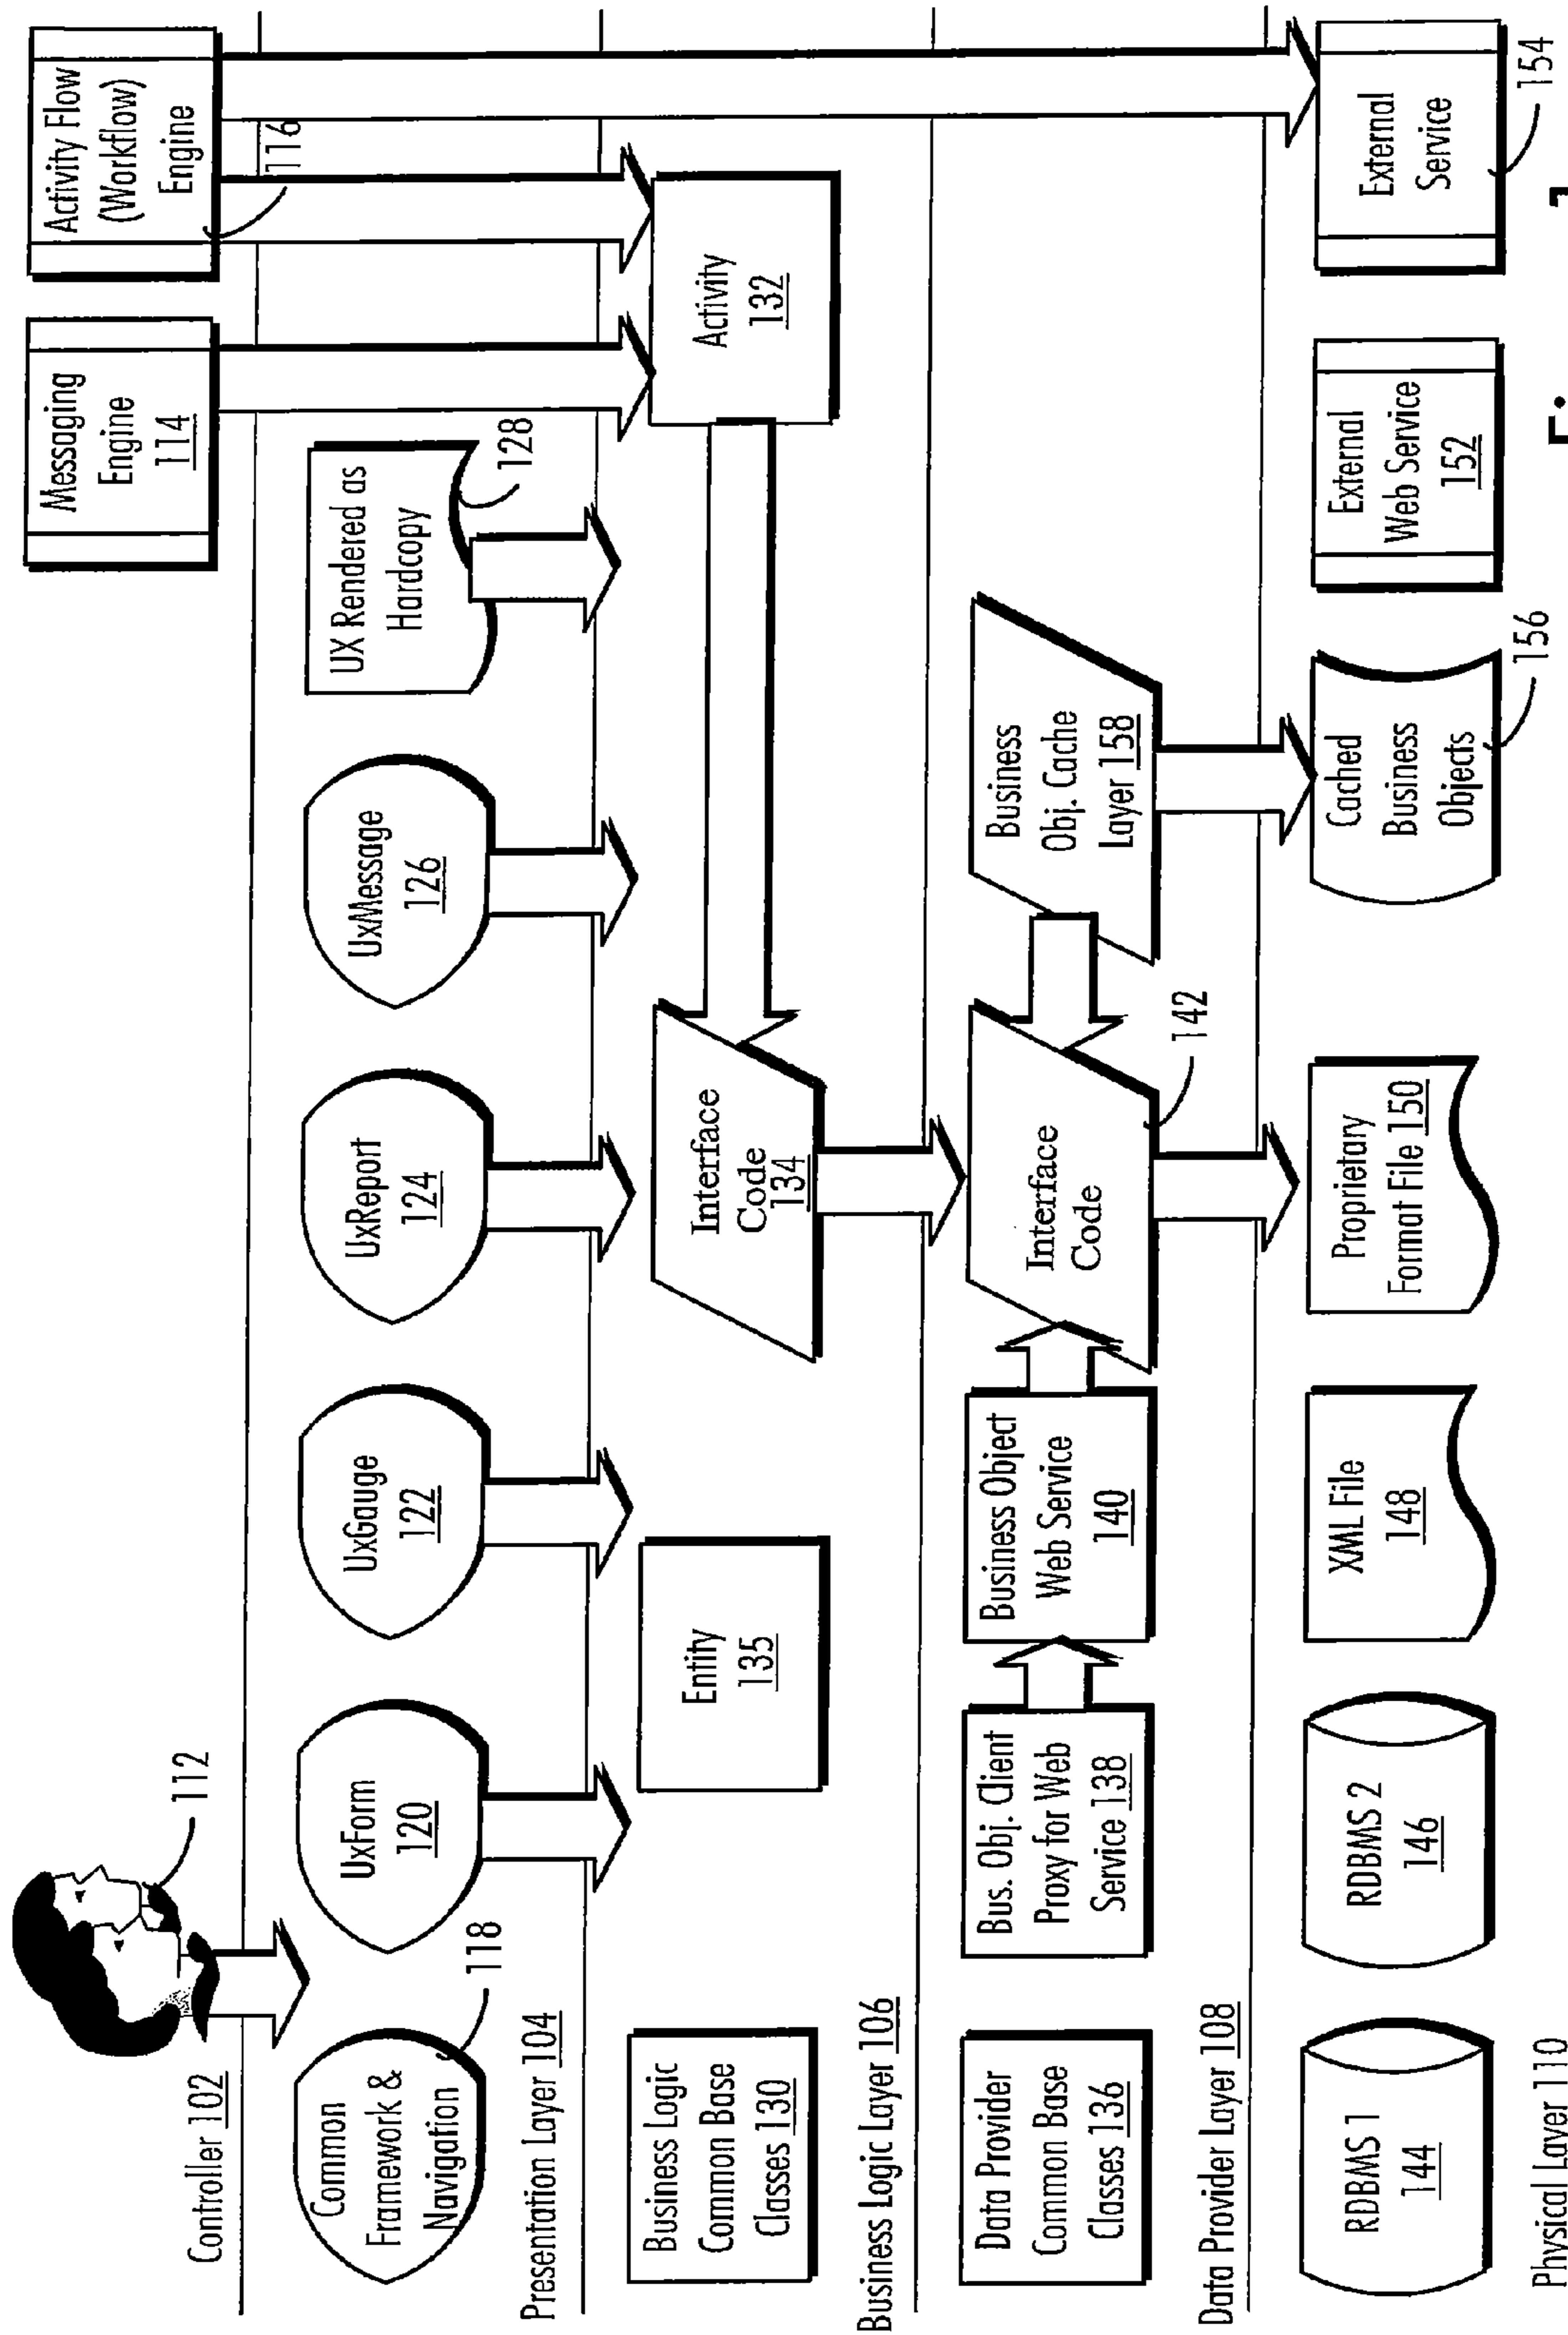 112
Messaging
Engine
114
Activity Flow
(Workflow)
Engine
116
Controller 102
Common
Framework &
Navigation
118
UxForm
120
UxGauge
122
UxReport
124
UxMessage
126
UX Rendered as
Hardcopy
128
Presentation Layer 104
Business Logic
Common Base
Classes 130
Entity
135
Interface
Code
134
Activity
132
Business Logic Layer 106
Data Provider
Common Base
Classes 136
Bus. Obj. Client
Proxy for Web
Service 138
Business Object
Web Service
140
Interface
Code
142
Business
Obj. Cache
Layer 158
Data Provider Layer 108
RDBMS 1
144
RDBMS 2
146
XML File
148
Proprietary
Format File 150
Cached
Business
Objects
156
External
Web Service
152
External
Service
154
Physical Layer 110